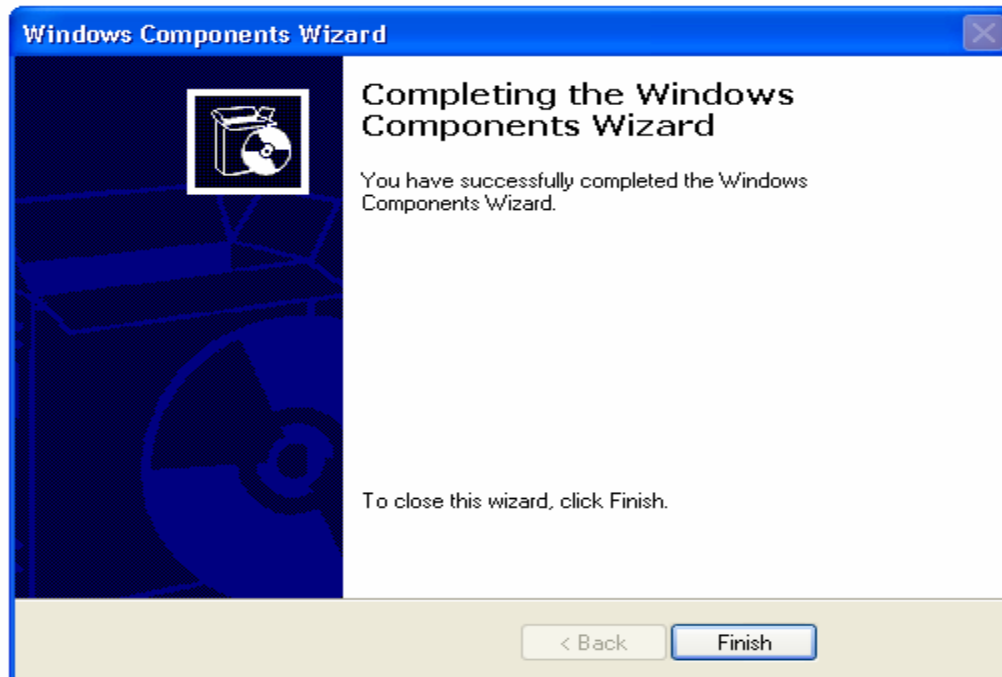 Windows Components Wizard
Completing the Windows
Components Wizard
You have successfully completed the Windows
Components Wizard.
To close this wizard, click Finish.
< Back
Finish